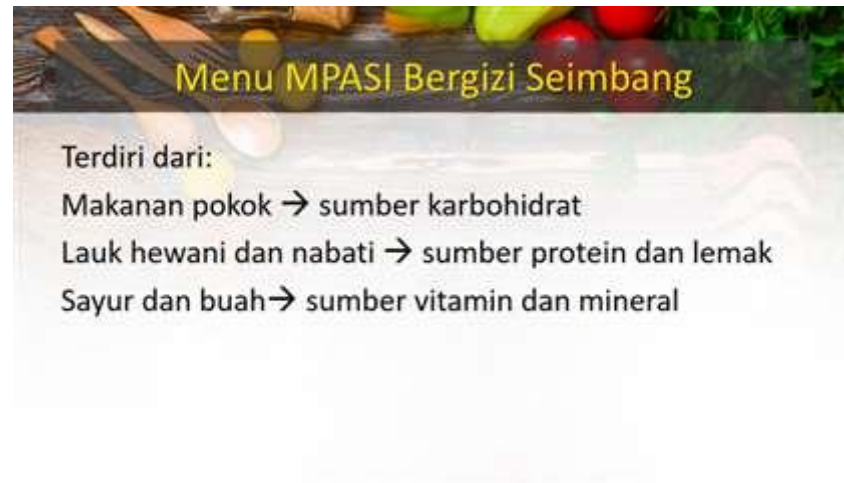 Menu MPASI Bergizi Seimbang
Terdiri dari:
Makanan pokok → sumber karbohidrat
Lauk hewani dan nabati → sumber protein dan lemak
Sayur dan buah→ sumber vitamin dan mineral